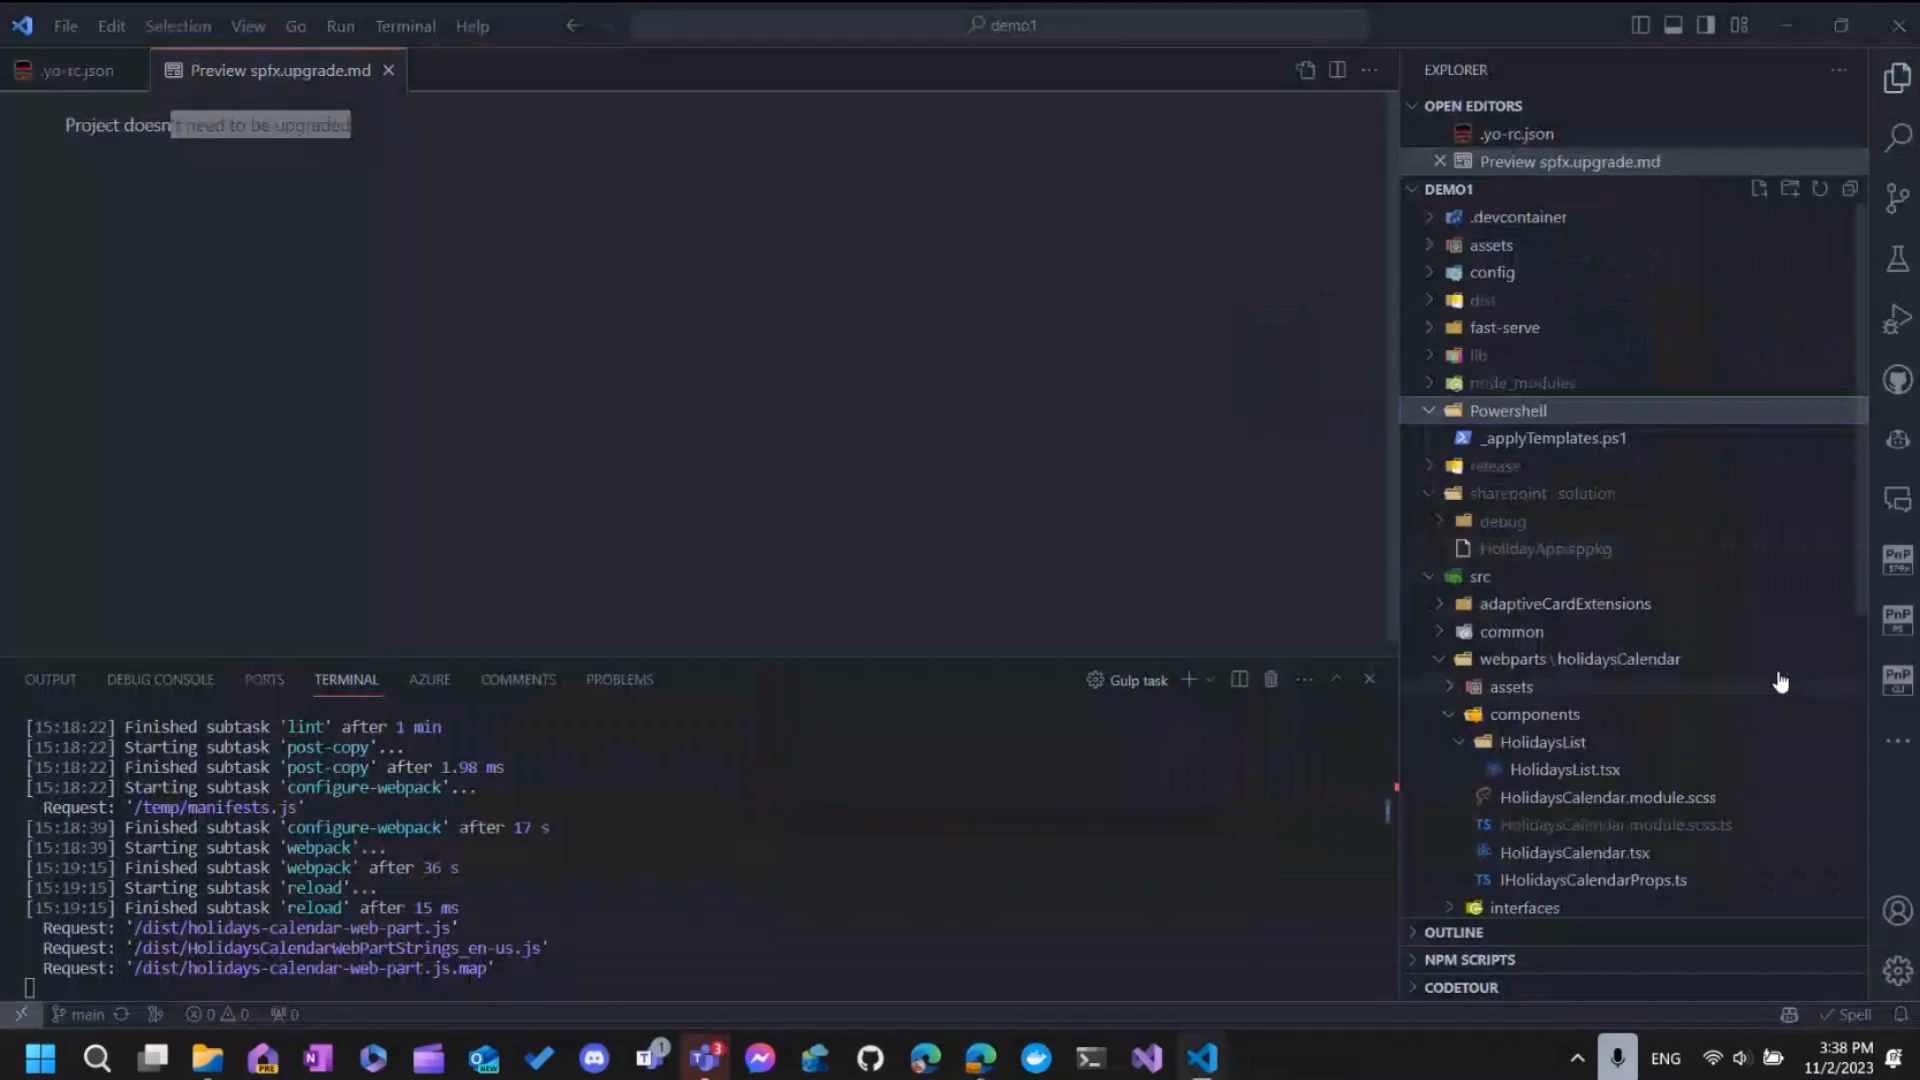 File Edit Selection View Go Run Terminal Help
demo1
.yo-rc.json
Preview spfx.upgrade.md
Project doesn't need to be upgraded
EXPLORER
OPEN EDITORS
.yo-rc.json
Preview spfx.upgrade.md
DEMO1
.devcontainer
assets
config
dist
fast-serve
lib
node_modules
Powershell
_applyTemplates.ps1
release
sharepoint solution
debug
HolidayApp.sppkg
src
adaptiveCardExtensions
common
webparts \ holidaysCalendar
assets
components
HolidaysList
HolidaysList.tsx
HolidaysCalendar.module.scss
HolidaysCalendar.module.scss.ts
HolidaysCalendar.tsx
IHolidaysCalendarProps.ts
interfaces
OUTLINE
NPM SCRIPTS
CODETOUR
PnP
SPFx
PnP
PS
PnP
CLI
OUTPUT DEBUG CONSOLE PORTS TERMINAL AZURE COMMENTS PROBLEMS
Gulp task
[15:18:22] Finished subtask 'lint' after 1 min
[15:18:22] Starting subtask 'post-copy'...
[15:18:22] Finished subtask 'post-copy' after 1.98 ms
[15:18:22] Starting subtask 'configure-webpack'...
Request: '/temp/manifests.js'
[15:18:39] Finished subtask 'configure-webpack' after 17 s
[15:18:39] Starting subtask 'webpack'...
[15:19:15] Finished subtask 'webpack' after 36 s
[15:19:15] Starting subtask 'reload'...
[15:19:15] Finished subtask 'reload' after 15 ms
Request: '/dist/holidays-calendar-web-part.js'
Request: '/dist/HolidaysCalendarWebPartStrings_en-us.js'
Request: '/dist/holidays-calendar-web-part.js.map'
main 0 0 0
Spell
PRE
NEW
1
3
ENG
3:38 PM
11/2/2023